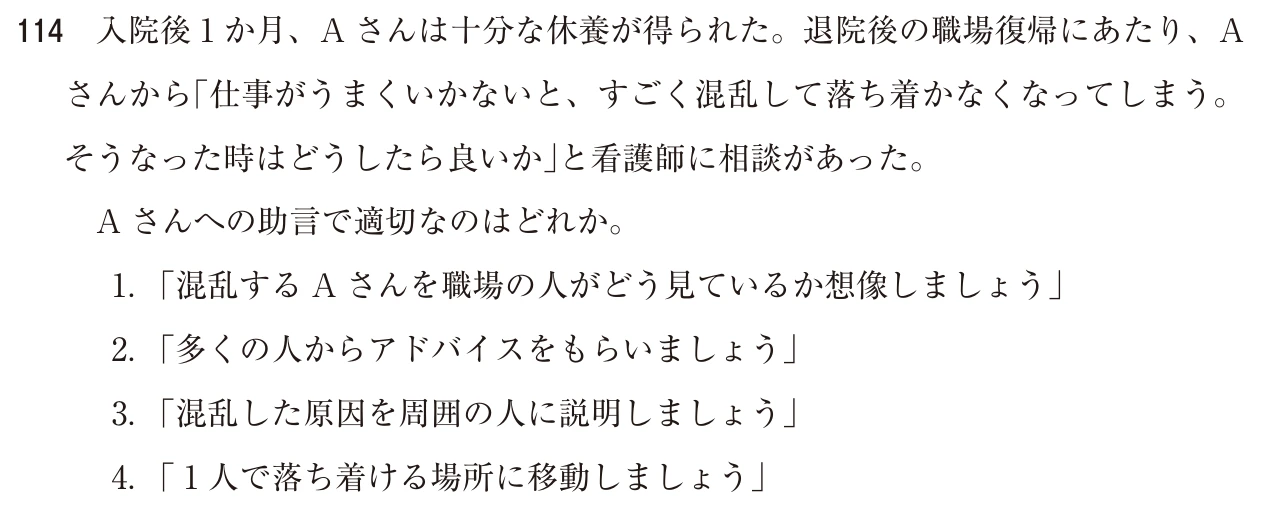 114 入院後1か月、Aさんは十分な休養が得られた。退院後の職場復帰にあたり、A
さんから「仕事がうまくいかないと、すごく混乱して落ち着かなくなってしまう。
そうなった時はどうしたら良いか」と看護師に相談があった。
Aさんへの助言で適切なのはどれか。
1. 「混乱するAさんを職場の人がどう見ているか想像しましょう」
2. 「多くの人からアドバイスをもらいましょう」
3. 「混乱した原因を周囲の人に説明しましょう」
4. 「1人で落ち着ける場所に移動しましょう」